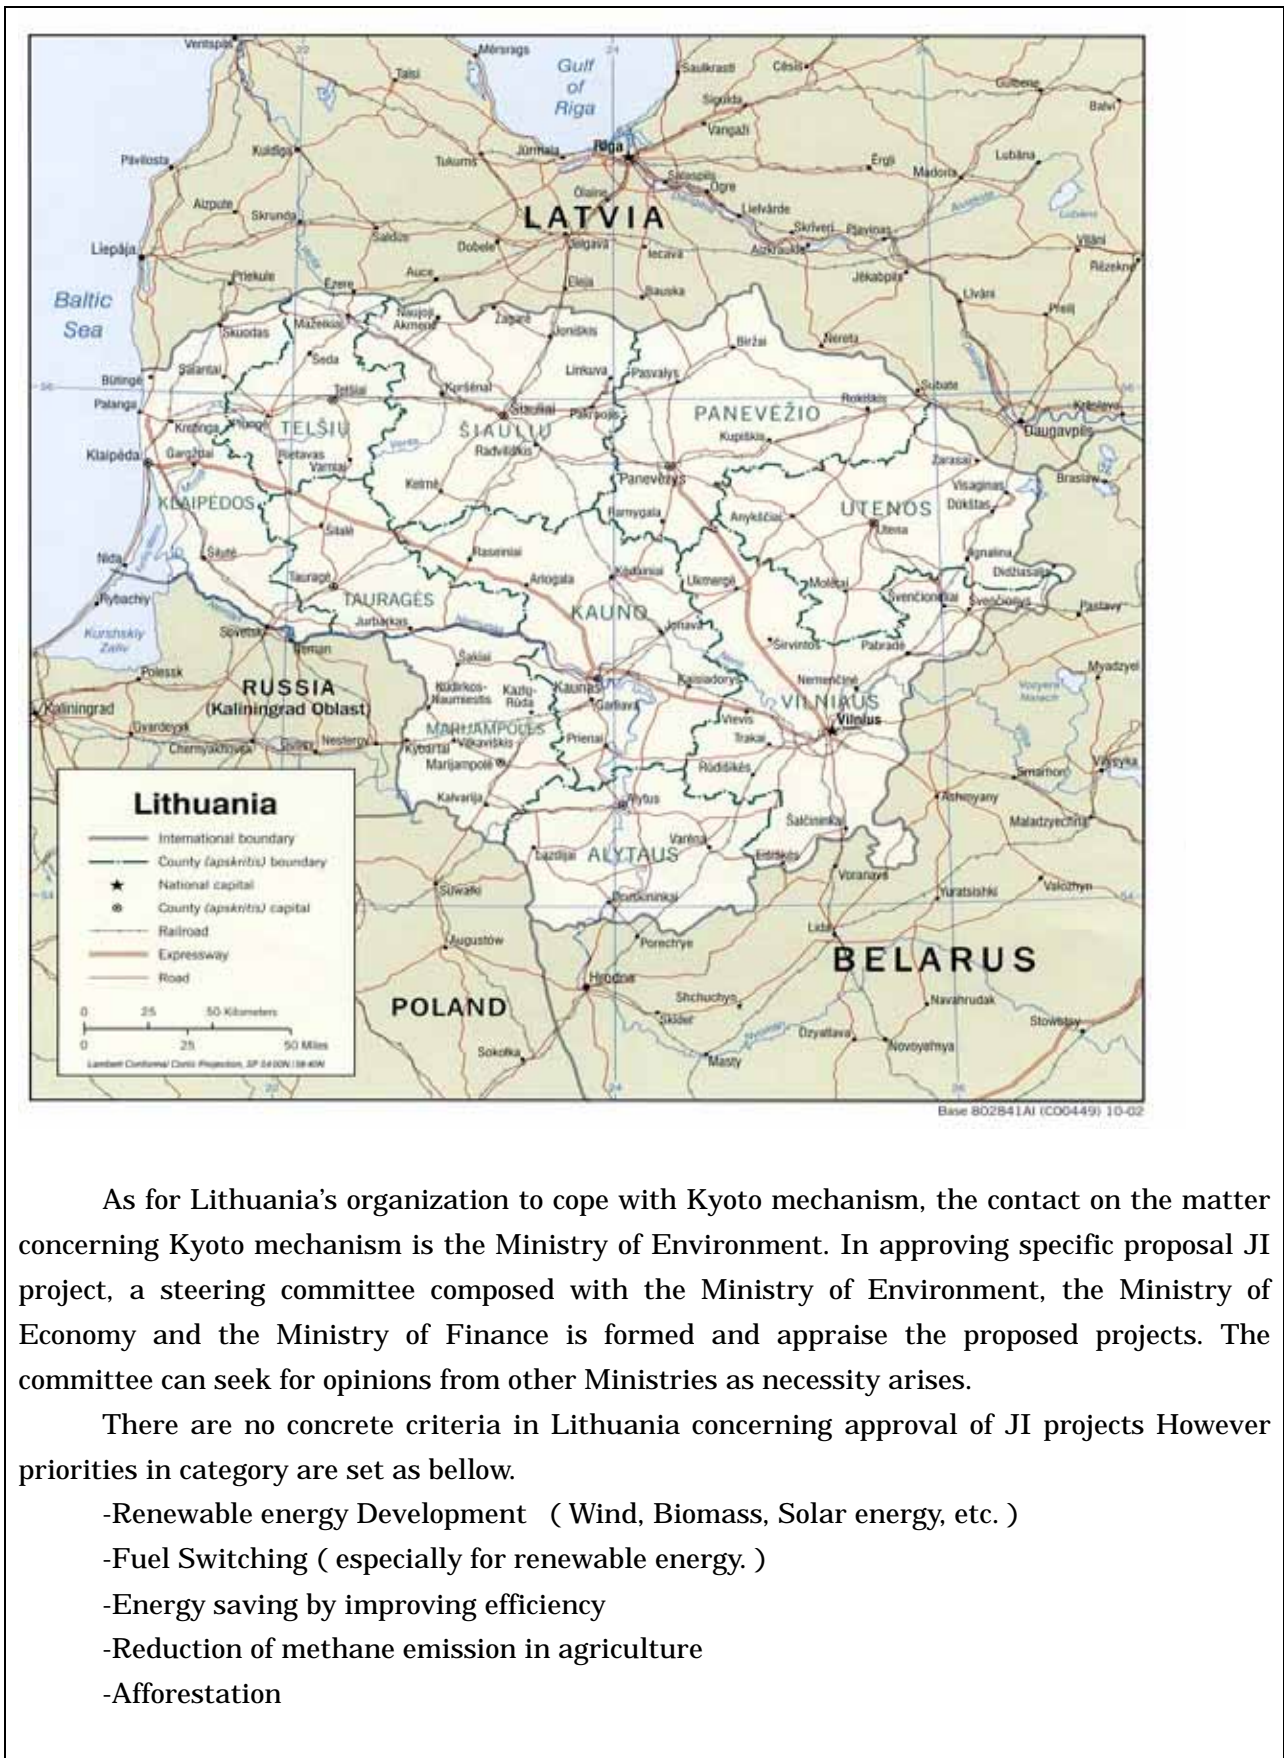 Ventspils
Mērsrags
Gulf
of
Riga
Saulkrasti
Cēsis
Gulbene
Balvi
Talsi
Sigulda
Vangaži
Pāvilosta
Kuldīga
Tukums
Jūrmala
Rīga
Ērgļi
Lubāna
Madona
Salaspils
Ogre
Aizpute
Skrunda
Olaine
Lielvārde
LATVIA
Saldus
Dobele
Jelgava
Iecava
Skrīveri
Pļaviņas
Aizkraukle
Viļāni
Rēzekne
Liepāja
Priekule
Auce
Ezere
Eleja
Bauska
Jēkabpils
Līvāni
Preiļi
Baltic
Sea
Skuodas
Mažeikiai
Naujoji
Akmenė
Žagarė
Joniškis
Biržai
Nereta
Seda
Salantai
Būtingė
Linkuva
Pasvalys
Subate
Palanga
Telšiai
Kuršėnai
Šiauliai
Pakruojis
PANEVĖŽIO
Rokiškis
Krāslava
Kretinga
Plungė
TELŠIŲ
ŠIAULIŲ
Kupiškis
Daugavpils
Klaipėda
Gargždai
Rietavas
Varniai
Radviliškis
Panevėžys
Zarasai
Braslaw
KLAIPĖDOS
Kelmė
Visaginas
Dūkštas
Šilalė
Ramygala
Anykščiai
UTENOS
Utena
Nida
Šilutė
Raseiniai
Ignalina
Didžiasalis
Tauragė
Ariogala
Kėdainiai
Ukmergė
Molėtai
Rybachiy
TAURAGĖS
KAUNO
Švenčionėliai
Švenčionys
Pastavy
Kurshskiy
Zaliv
Sovetsk
Neman
Jurbarkas
Jonava
Širvintos
Pabradė
Polessk
Šakiai
Myadzyel
RUSSIA
(Kaliningrad Oblast)
Kudirkos-
Naumiestis
Kazlų-
Rūda
Kaunas
Garliava
Kaišiadorys
Nemenčinė
VILNIAUS
Kaliningrad
Gvardeysk
Chernyakhovsk
Nesterov
MARIJAMPOLĖS
Kybartai
Vilkaviškis
Prienai
Vievis
Vilnius
Trakai
Marijampolė
Rūdiškės
Smarhon'
Vilyeyka
Kalvarija
Alytus
Ashmyany
Maladzyechna
Šalčininkai
Varėna
Lazdijai
ALYTAUS
Eišiškės
Voranava
Suwałki
Druskininkai
Yuratsishki
Valozhyn
Augustów
Porechye
Lida
BELARUS
Hrodna
POLAND
Shchuchyn
Navahrudak
Skidel'
Dzyatlava
Stowbtsy
Sokółka
Masty
Novoyel'nya
Lithuania
International boundary
County (apskritis) boundary
National capital
County (apskritis) capital
Railroad
Expressway
Road
0 25 50 Kilometers
0 25 50 Miles
Base 802841AI (C00449) 10-02
As for Lithuania's organization to cope with Kyoto mechanism, the contact on the matter
concerning Kyoto mechanism is the Ministry of Environment. In approving specific proposal JI
project, a steering committee composed with the Ministry of Environment, the Ministry of
Economy and the Ministry of Finance is formed and appraise the proposed projects. The
committee can seek for opinions from other Ministries as necessity arises.
There are no concrete criteria in Lithuania concerning approval of JI projects However
priorities in category are set as bellow.
-Renewable energy Development ( Wind, Biomass, Solar energy, etc. )
-Fuel Switching ( especially for renewable energy. )
-Energy saving by improving efficiency
-Reduction of methane emission in agriculture
-Afforestation